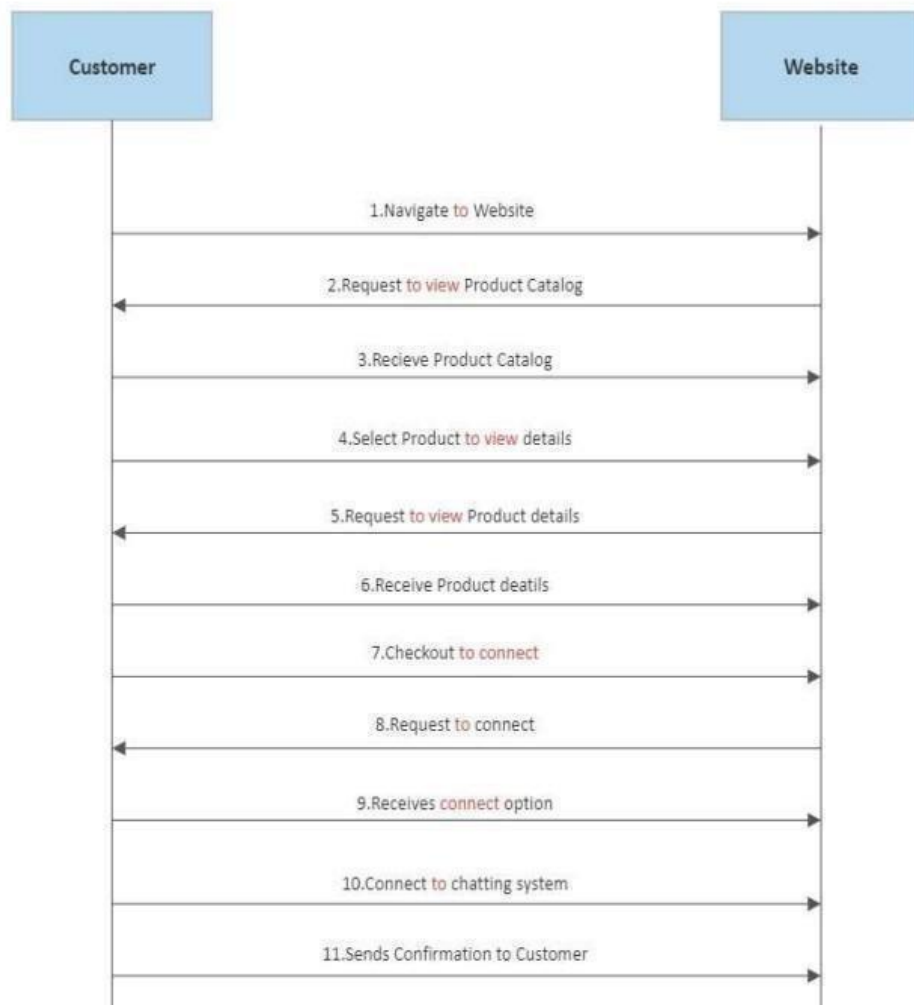 Customer
Website
1.Navigate to Website
2.Request to view Product Catalog
3.Recieve Product Catalog
4.Select Product to view details
5.Request to view Product details
6.Receive Product deatils
7.Checkout to connect
8.Request to connect
9.Receives connect option
10.Connect to chatting system
11.Sends Confirmation to Customer